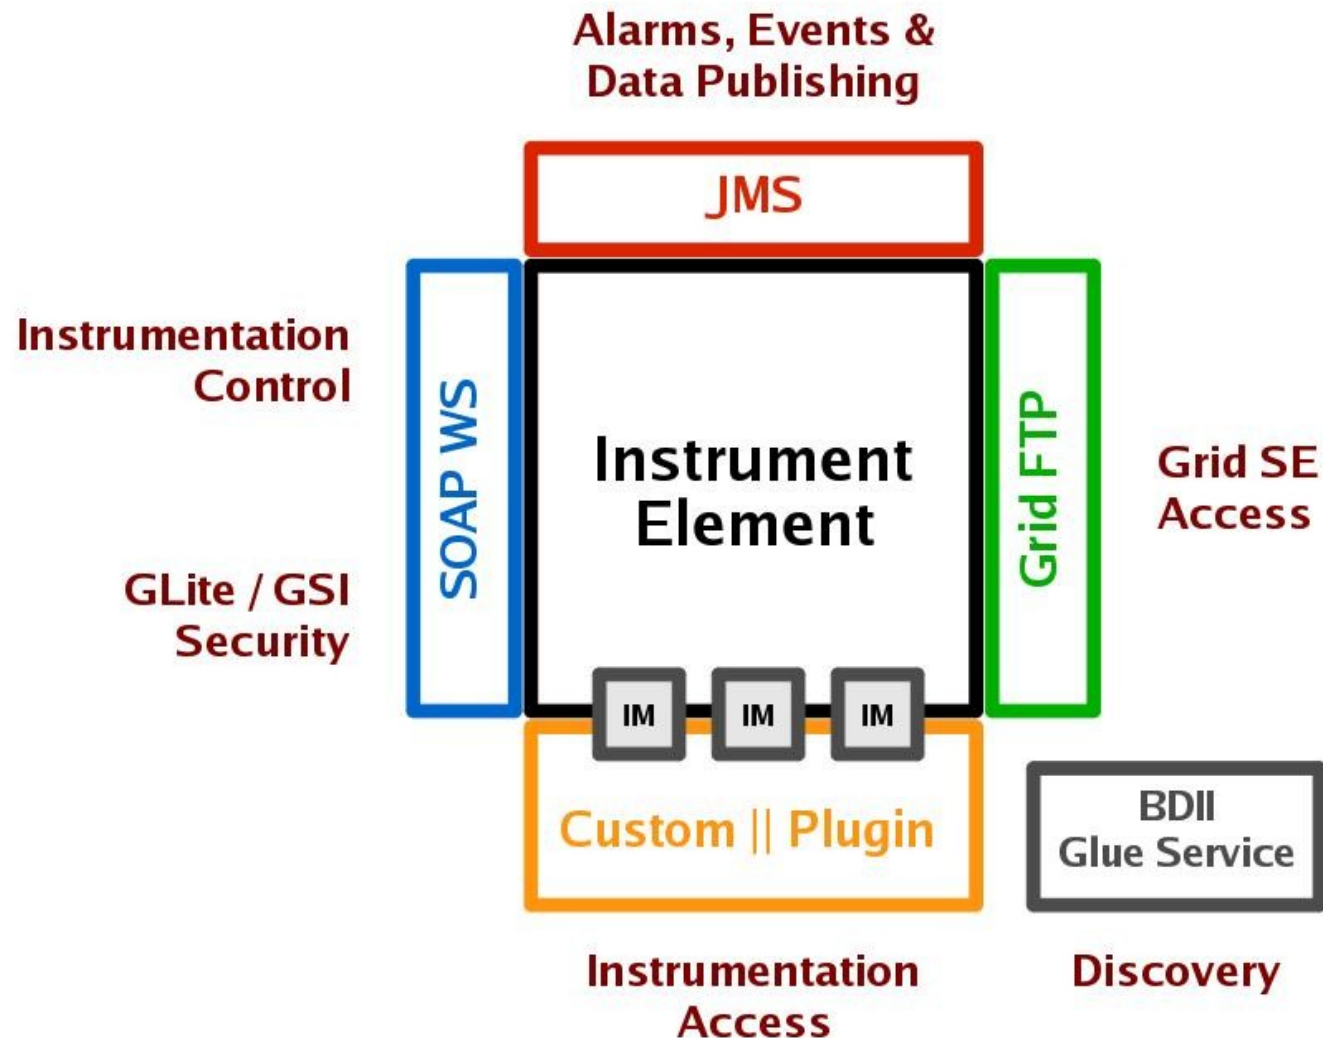 Alarms, Events &
Data Publishing
JMS
Instrumentation
Control
SOAP WS
GLite / GSI
Security
Instrument
Element
Grid FTP
Grid SE
Access
IM
IM
IM
Custom || Plugin
BDII
Glue Service
Instrumentation
Access
Discovery